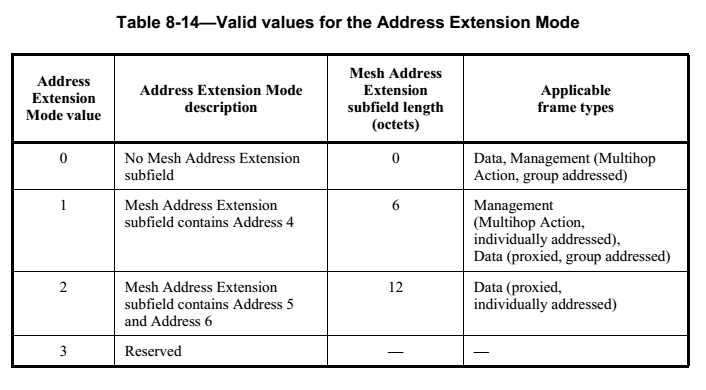 Table 8-14—Valid values for the Address Extension Mode
Address
Extension
Mode value
Address Extension Mode
description
Mesh Address
Extension
subfield length
(octets)
Applicable
frame types
0
No Mesh Address Extension
subfield
0
Data, Management (Multihop
Action, group addressed)
1
Mesh Address Extension
subfield contains Address 4
6
Management
(Multihop Action,
individually addressed),
Data (proxied, group addressed)
2
Mesh Address Extension
subfield contains Address 5
and Address 6
12
Data (proxied,
individually addressed)
3
Reserved
—
—